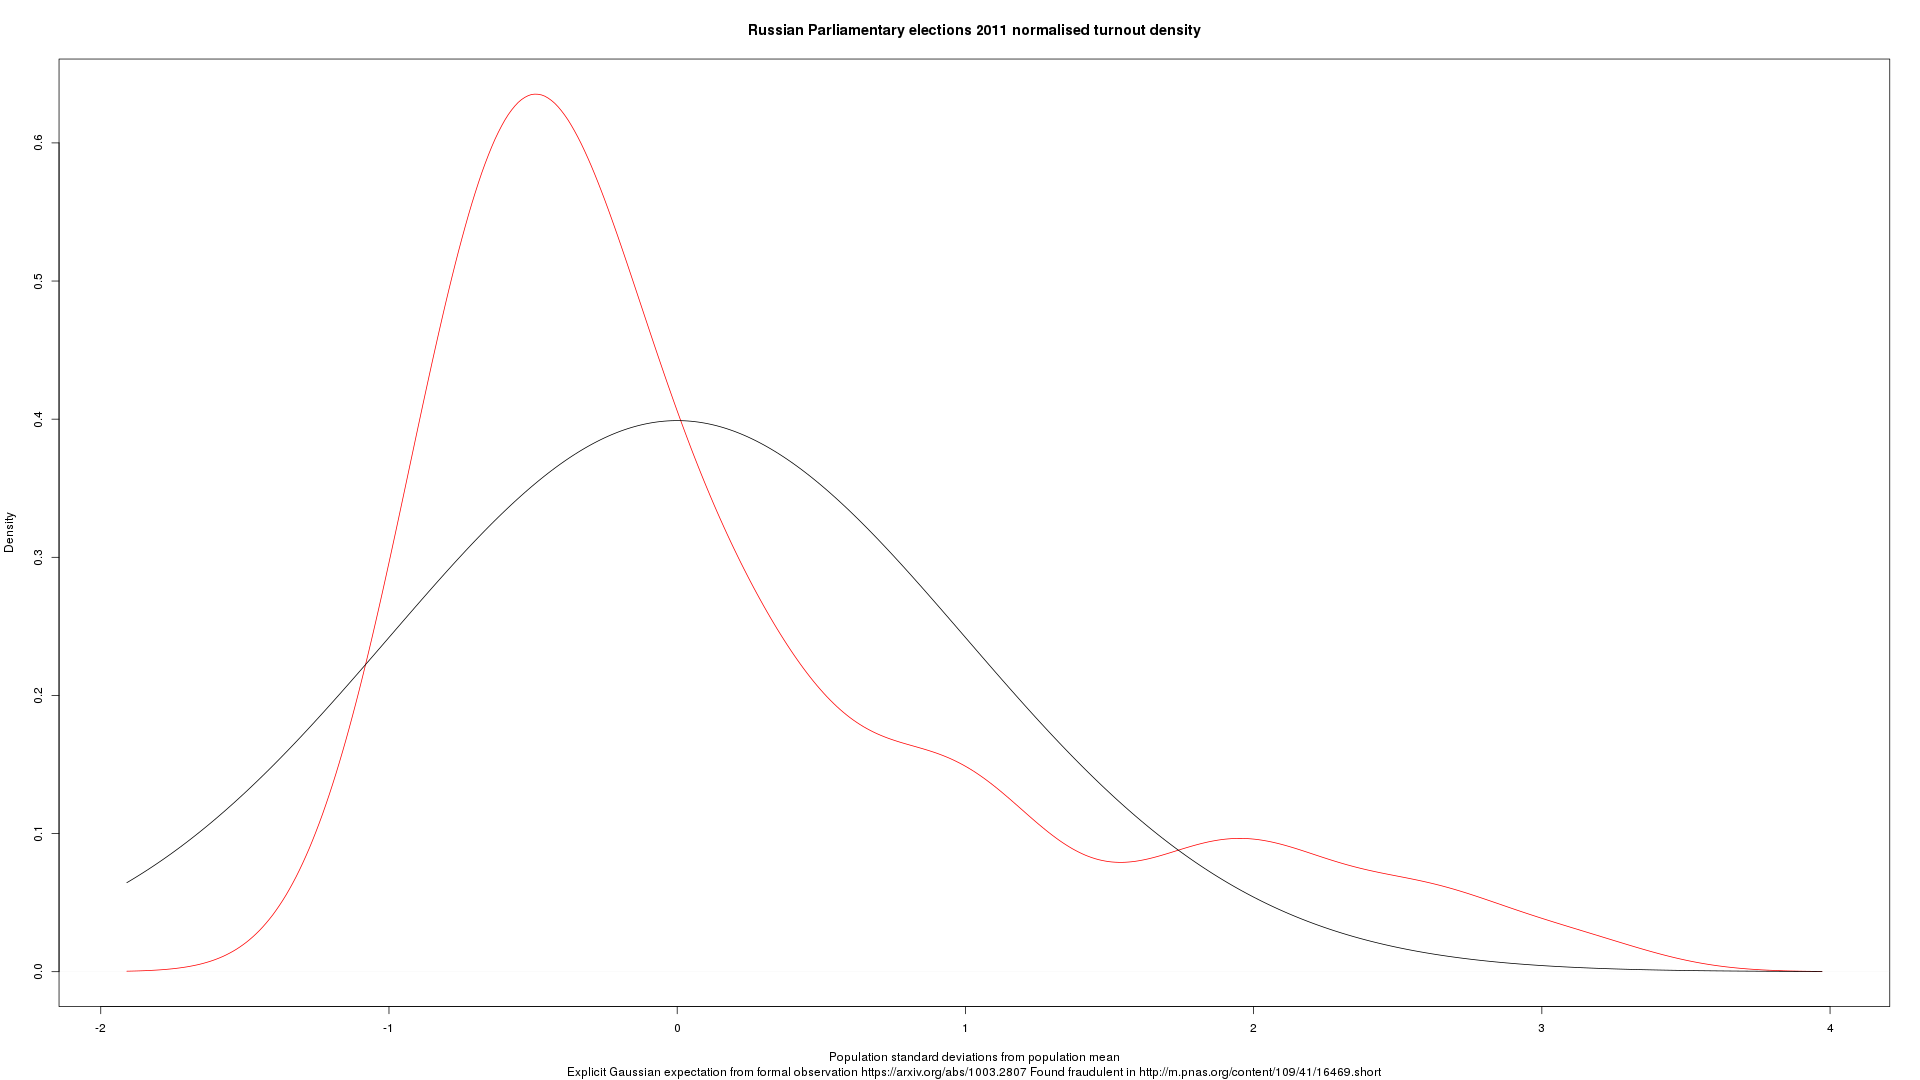 Russian Parliamentary elections 2011 normalised turnout density
0.6
0.5
0.4
0.3
0.2
0.1
0.0
Density
-2 -1 0 1 2 3 4
Population standard deviations from population mean
Explicit Gaussian expectation from formal observation https://arxiv.org/abs/1003.2807 Found fraudulent in http://m.pnas.org/content/109/41/16469.short